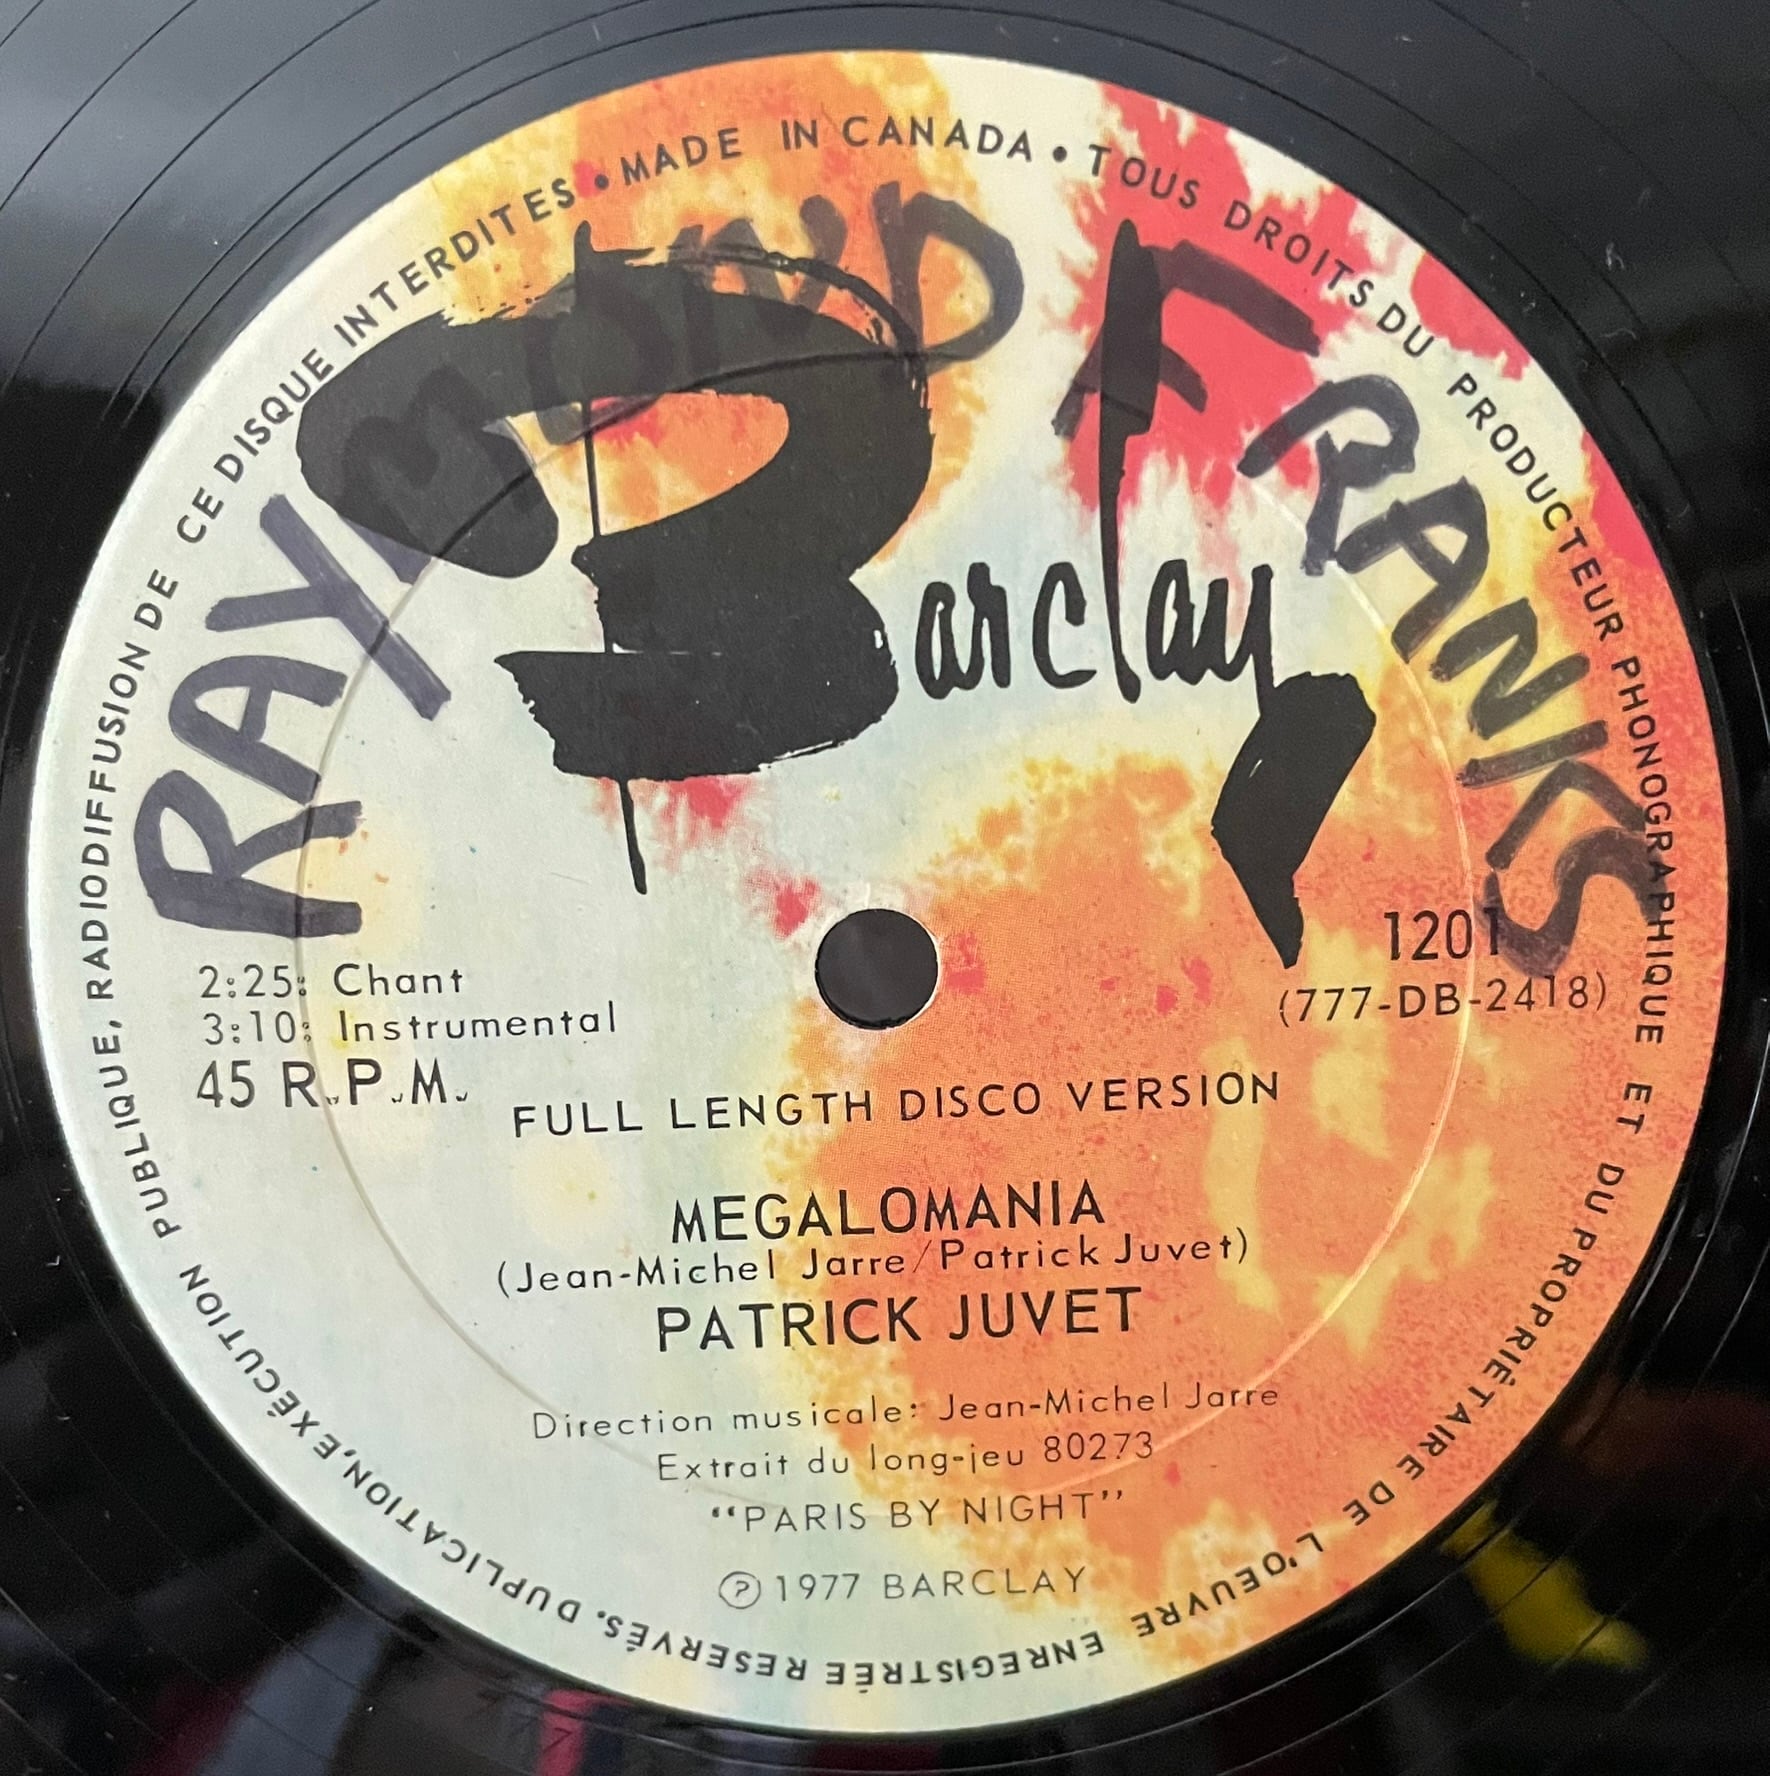 • MADE IN CANADA • TOUS DROITS DU PRODUCTEUR PHONOGRAPHIQUE ET DU PROPRIÉTAIRE DE L'OEUVRE ENREGISTRÉE RESERVÉS. DUPLICATION, EXÉCUTION PUBLIQUE, RADIODIFFUSION DE CE DISQUE INTERDITES
RAYMOND FRANKS
Barclay
2:25: Chant
3:10: Instrumental
45 R.P.M.
1201
(777-DB-2418)
FULL LENGTH DISCO VERSION
MEGALOMANIA
(Jean-Michel Jarre/Patrick Juvet)
PATRICK JUVET
Direction musicale: Jean-Michel Jarre
Extrait du long-jeu 80273
“PARIS BY NIGHT”
Ⓟ 1977 BARCLAY